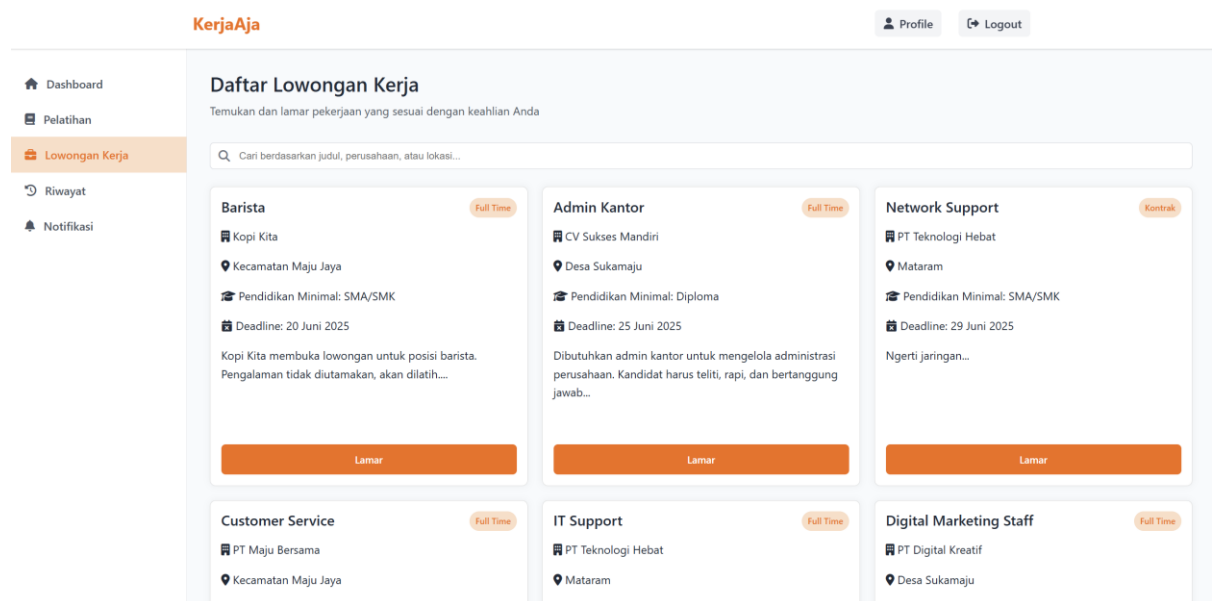 KerjaAja
Profile
Logout
Dashboard
Pelatihan
Lowongan Kerja
Riwayat
Notifikasi
Daftar Lowongan Kerja
Temukan dan lamar pekerjaan yang sesuai dengan keahlian Anda
Cari berdasarkan judul, perusahaan, atau lokasi...
Barista
Full Time
Kopi Kita
Kecamatan Maju Jaya
Pendidikan Minimal: SMA/SMK
Deadline: 20 Juni 2025
Kopi Kita membuka lowongan untuk posisi barista.
Pengalaman tidak diutamakan, akan dilatih....
Lamar
Admin Kantor
Full Time
CV Sukses Mandiri
Desa Sukamaju
Pendidikan Minimal: Diploma
Deadline: 25 Juni 2025
Dibutuhkan admin kantor untuk mengelola administrasi
perusahaan. Kandidat harus teliti, rapi, dan bertanggung
jawab...
Lamar
Network Support
Kontrak
PT Teknologi Hebat
Mataram
Pendidikan Minimal: SMA/SMK
Deadline: 29 Juni 2025
Ngerti jaringan...
Lamar
Customer Service
Full Time
PT Maju Bersama
Kecamatan Maju Jaya
IT Support
Full Time
PT Teknologi Hebat
Mataram
Digital Marketing Staff
Full Time
PT Digital Kreatif
Desa Sukamaju